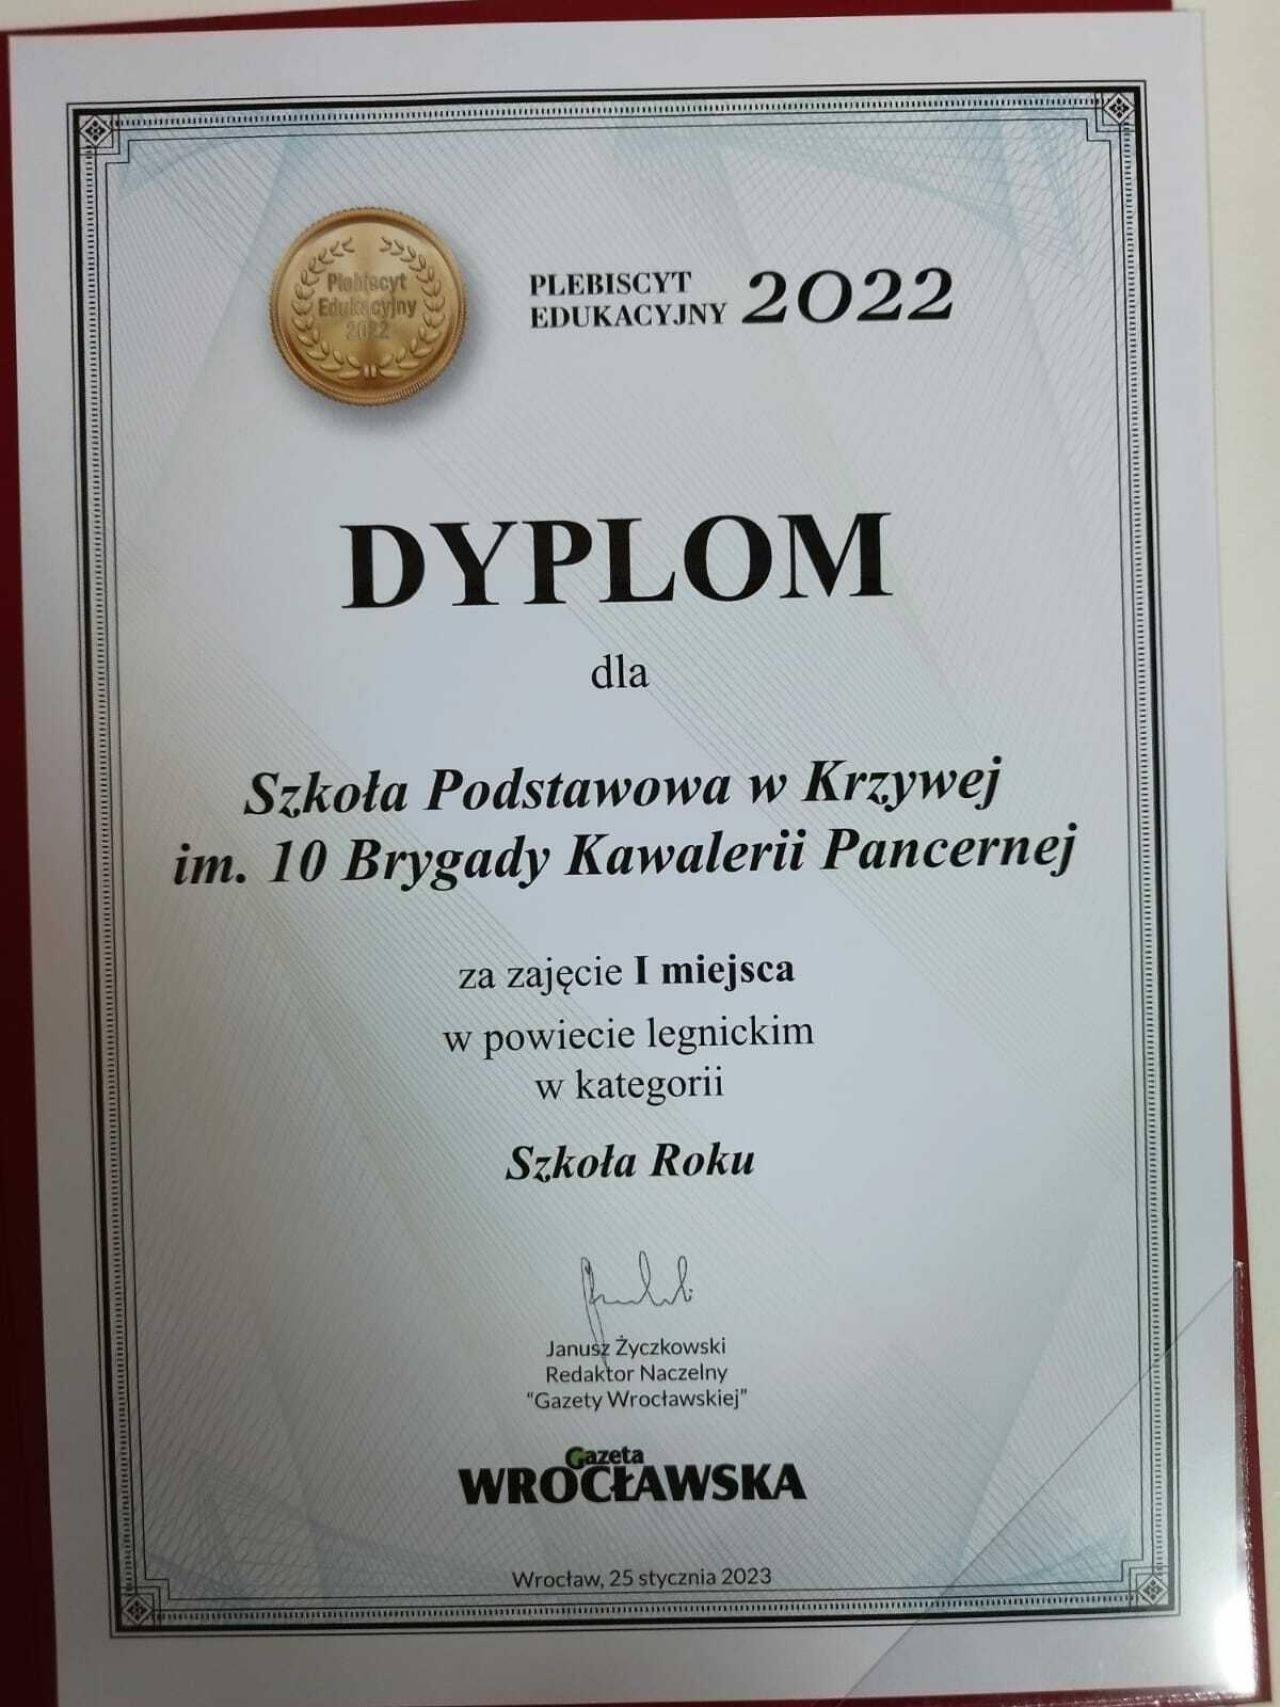 Plebiscyt
Edukacyjny
2022
PLEBISCYT
EDUKACYJNY 2022
DYPLOM
dla
Szkoła Podstawowa w Krzywej
im. 10 Brygady Kawalerii Pancernej
za zajęcie I miejsca
w powiecie legnickim
w kategorii
Szkoła Roku
Janusz Życzkowski
Redaktor Naczelny
"Gazety Wrocławskiej"
Gazeta
WROCŁAWSKA
Wrocław, 25 stycznia 2023